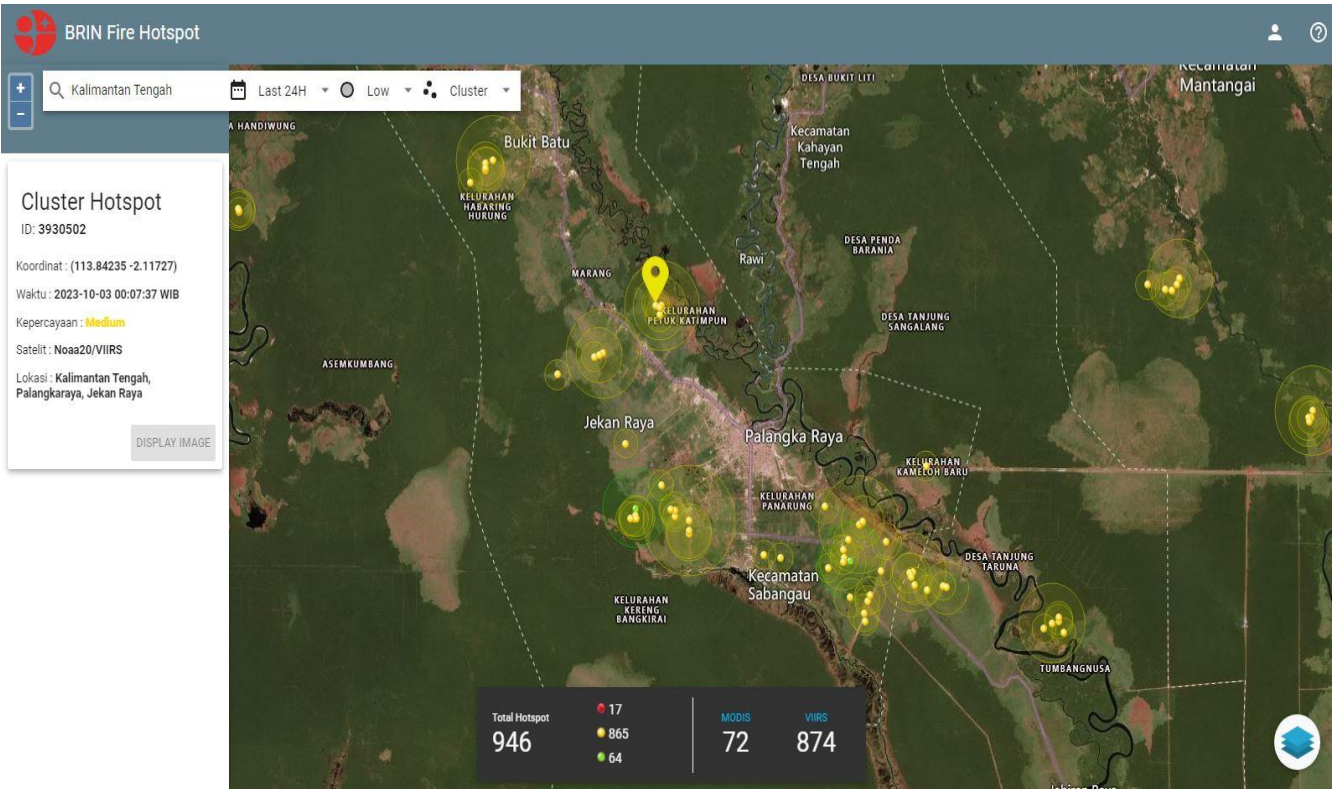 BRIN Fire Hotspot
+
-
Kalimantan Tengah
Last 24H
Low
Cluster
Cluster Hotspot
ID: 3930502
Koordinat : (113.84235 -2.11727)
Waktu : 2023-10-03 00:07:37 WIB
Kepercayaan : Medium
Satelit : Noaa20/VIIRS
Lokasi : Kalimantan Tengah,
Palangkaraya, Jekan Raya
DISPLAY IMAGE
DESA BUKIT LITI
Kecamatan
Mantangai
A HANDIWUNG
Bukit Batu
Kecamatan
Kahayan
Tengah
KELURAHAN
HABARING
HURUNG
DESA PENDA
BARANIA
Rawi
MARANG
KELURAHAN
PETUK KATIMPUN
DESA TANJUNG
SANGALANG
ASEMKUMBANG
Jekan Raya
Palangka Raya
KELURAHAN
KAMELOH BARU
KELURAHAN
PANARUNG
DESA TANJUNG
TARUNA
Kecamatan
Sabangau
KELURAHAN
KERENG
BANGKIRAI
TUMBANGNUSA
Total Hotspot
946
17
865
64
MODIS
72
VIIRS
874
Jabiren Raya